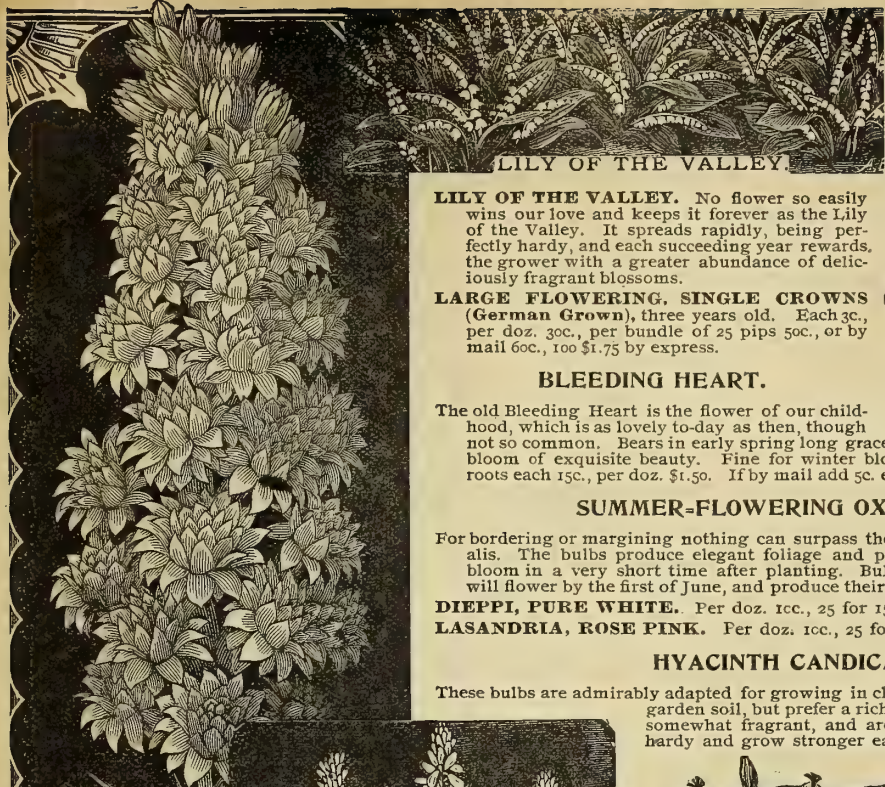 LILY OF THE VALLEY.
LILY OF THE VALLEY. No flower so easily
wins our love and keeps it forever as the Lily
of the Valley. It spreads rapidly, being per-
fectly hardy, and each succeeding year rewards.
the grower with a greater abundance of delic-
iously fragrant blossoms.
LARGE FLOWERING, SINGLE CROWNS
(German Grown), three years old. Each 3c.,
per doz. 30c., per bundle of 25 pips 50c., or by
mail 60c., 100 $1.75 by express.
BLEEDING HEART.
The old Bleeding Heart is the flower of our child-
hood, which is as lovely to-day as then, though
not so common. Bears in early spring long grace
bloom of exquisite beauty. Fine for winter blo
roots each 15c., per doz. $1.50. If by mail add 5c.
SUMMER=FLOWERING OX
For bordering or margining nothing can surpass the
alis. The bulbs produce elegant foliage and p
bloom in a very short time after planting. Bul
will flower by the first of June, and produce their
DIEPPI, PURE WHITE. Per doz. 10c., 25 for 15
LASANDRIA, ROSE PINK. Per doz. 10c., 25 fo
HYACINTH CANDIC
These bulbs are admirably adapted for growing in cl
garden soil, but prefer a rich
somewhat fragrant, and are
hardy and grow stronger ea